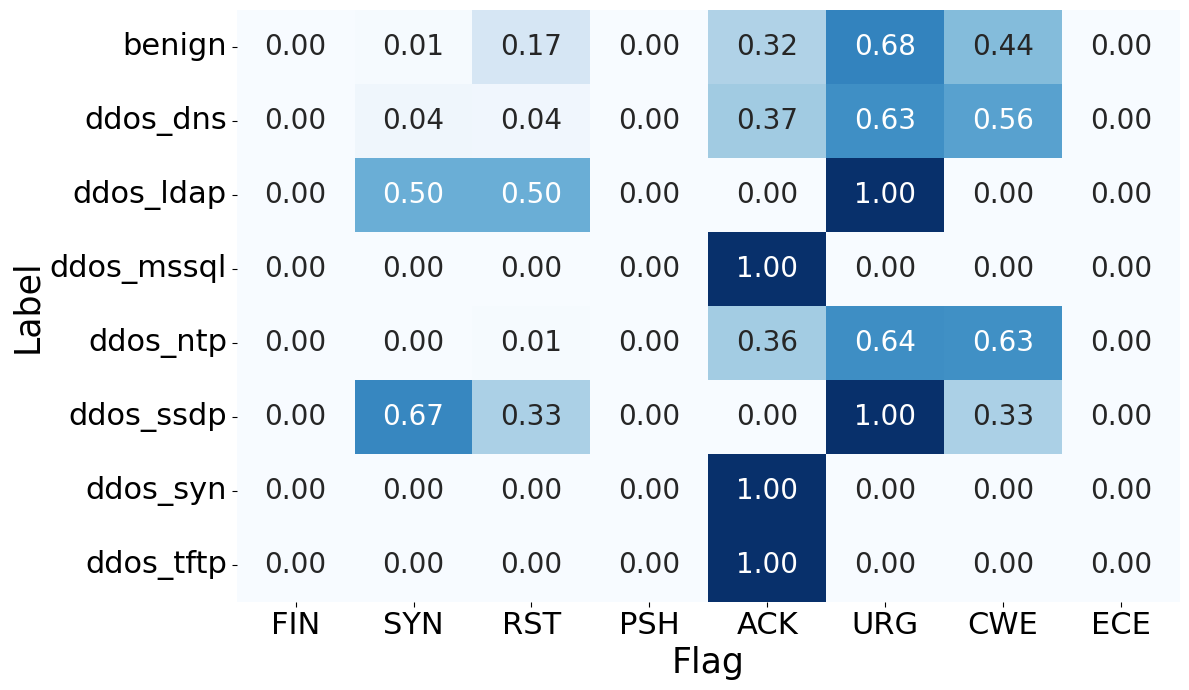 benign 0.00 0.01 0.17 0.00 0.32 0.68 0.44 0.00
ddos_dns 0.00 0.04 0.04 0.00 0.37 0.63 0.56 0.00
ddos_ldap 0.00 0.50 0.50 0.00 0.00 1.00 0.00 0.00
ddos_mssql 0.00 0.00 0.00 0.00 1.00 0.00 0.00 0.00
ddos_ntp 0.00 0.00 0.01 0.00 0.36 0.64 0.63 0.00
ddos_ssdp 0.00 0.67 0.33 0.00 0.00 1.00 0.33 0.00
ddos_syn 0.00 0.00 0.00 0.00 1.00 0.00 0.00 0.00
ddos_tftp 0.00 0.00 0.00 0.00 1.00 0.00 0.00 0.00
FIN SYN RST PSH ACK URG CWE ECE
Flag
Label